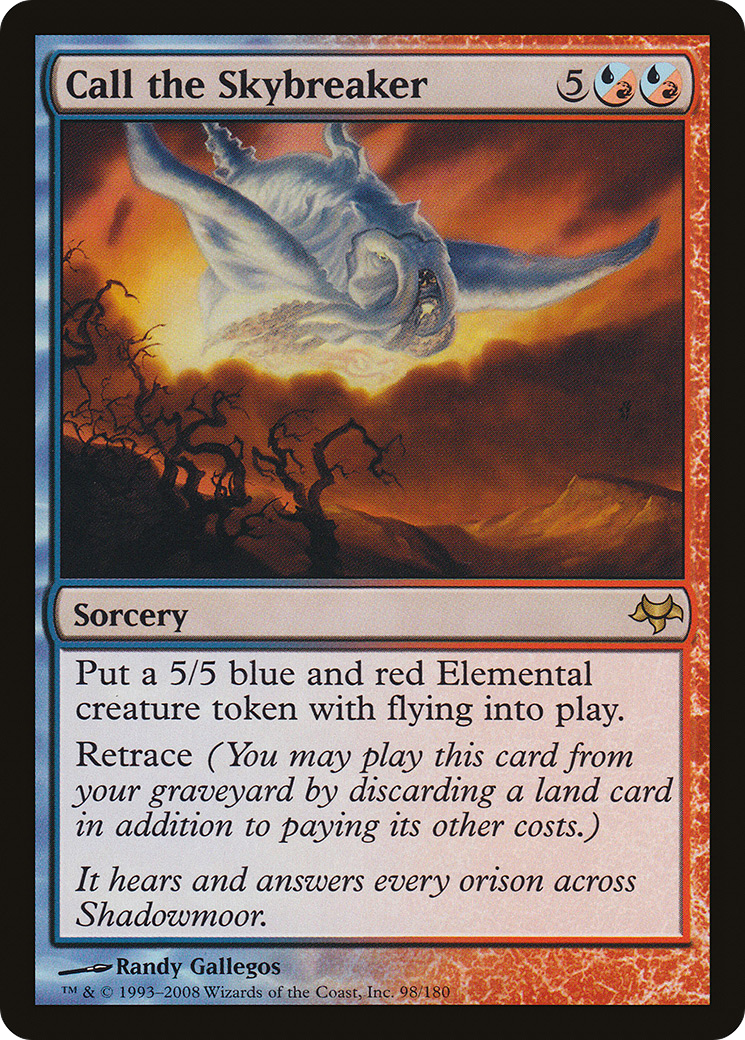 Call the Skybreaker 5
Sorcery
Put a 5/5 blue and red Elemental
creature token with flying into play.
Retrace (You may play this card from
your graveyard by discarding a land card
in addition to paying its other costs.)
It hears and answers every orison across
Shadowmoor.
Randy Gallegos
™ & © 1993–2008 Wizards of the Coast, Inc. 98/180